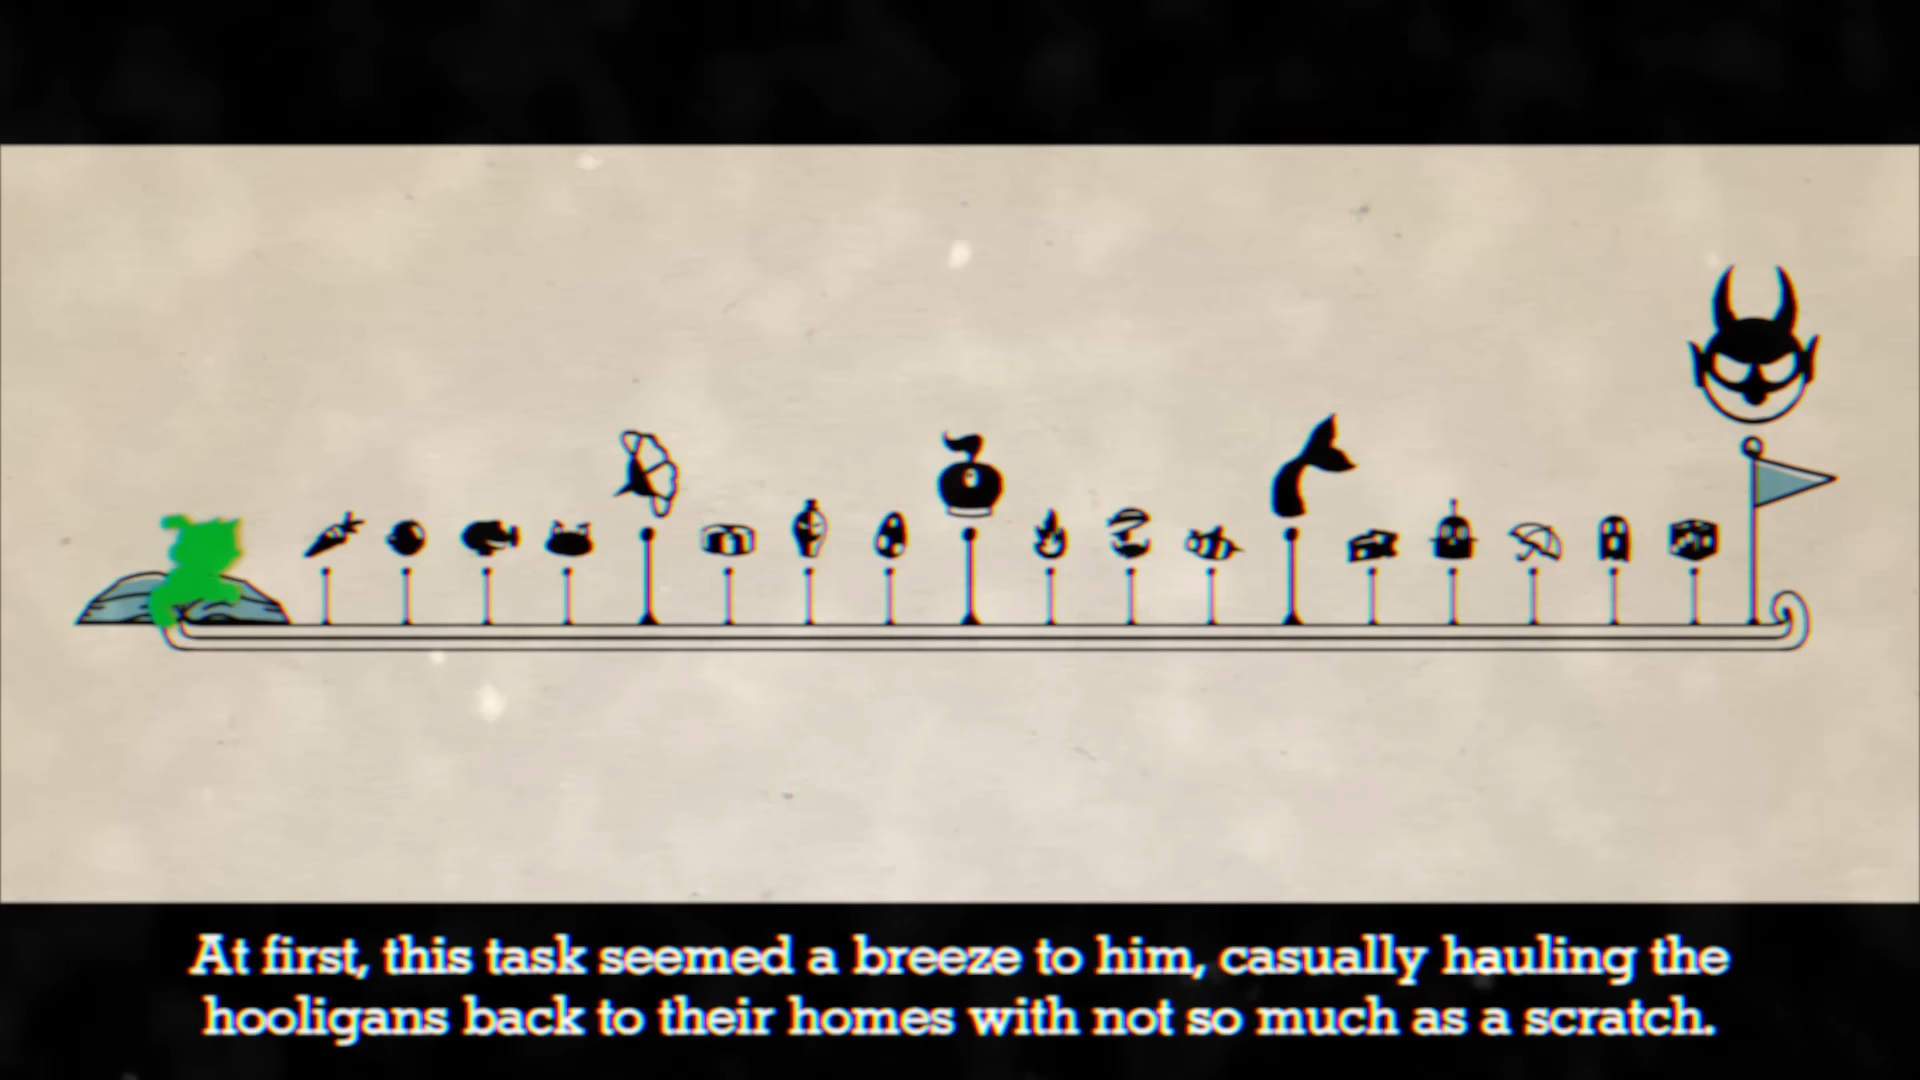 At first, this task seemed a breeze to him, casually hauling the
hooligans back to their homes with not so much as a scratch.